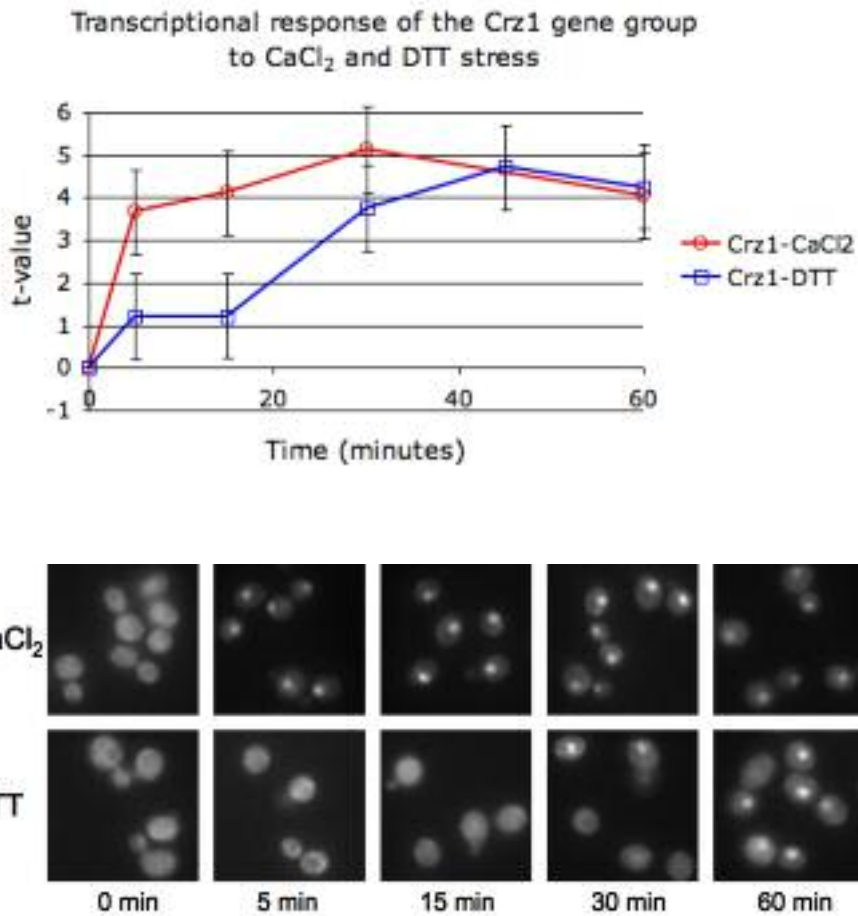 Transcriptional response of the Crz1 gene group
to CaCl₂ and DTT stress
6
5
4
3
2
1
0
-1
t-value
0 20 40 60
Time (minutes)
Crz1-CaCl2
Crz1-DTT
aCl₂
TT
0 min 5 min 15 min 30 min 60 min